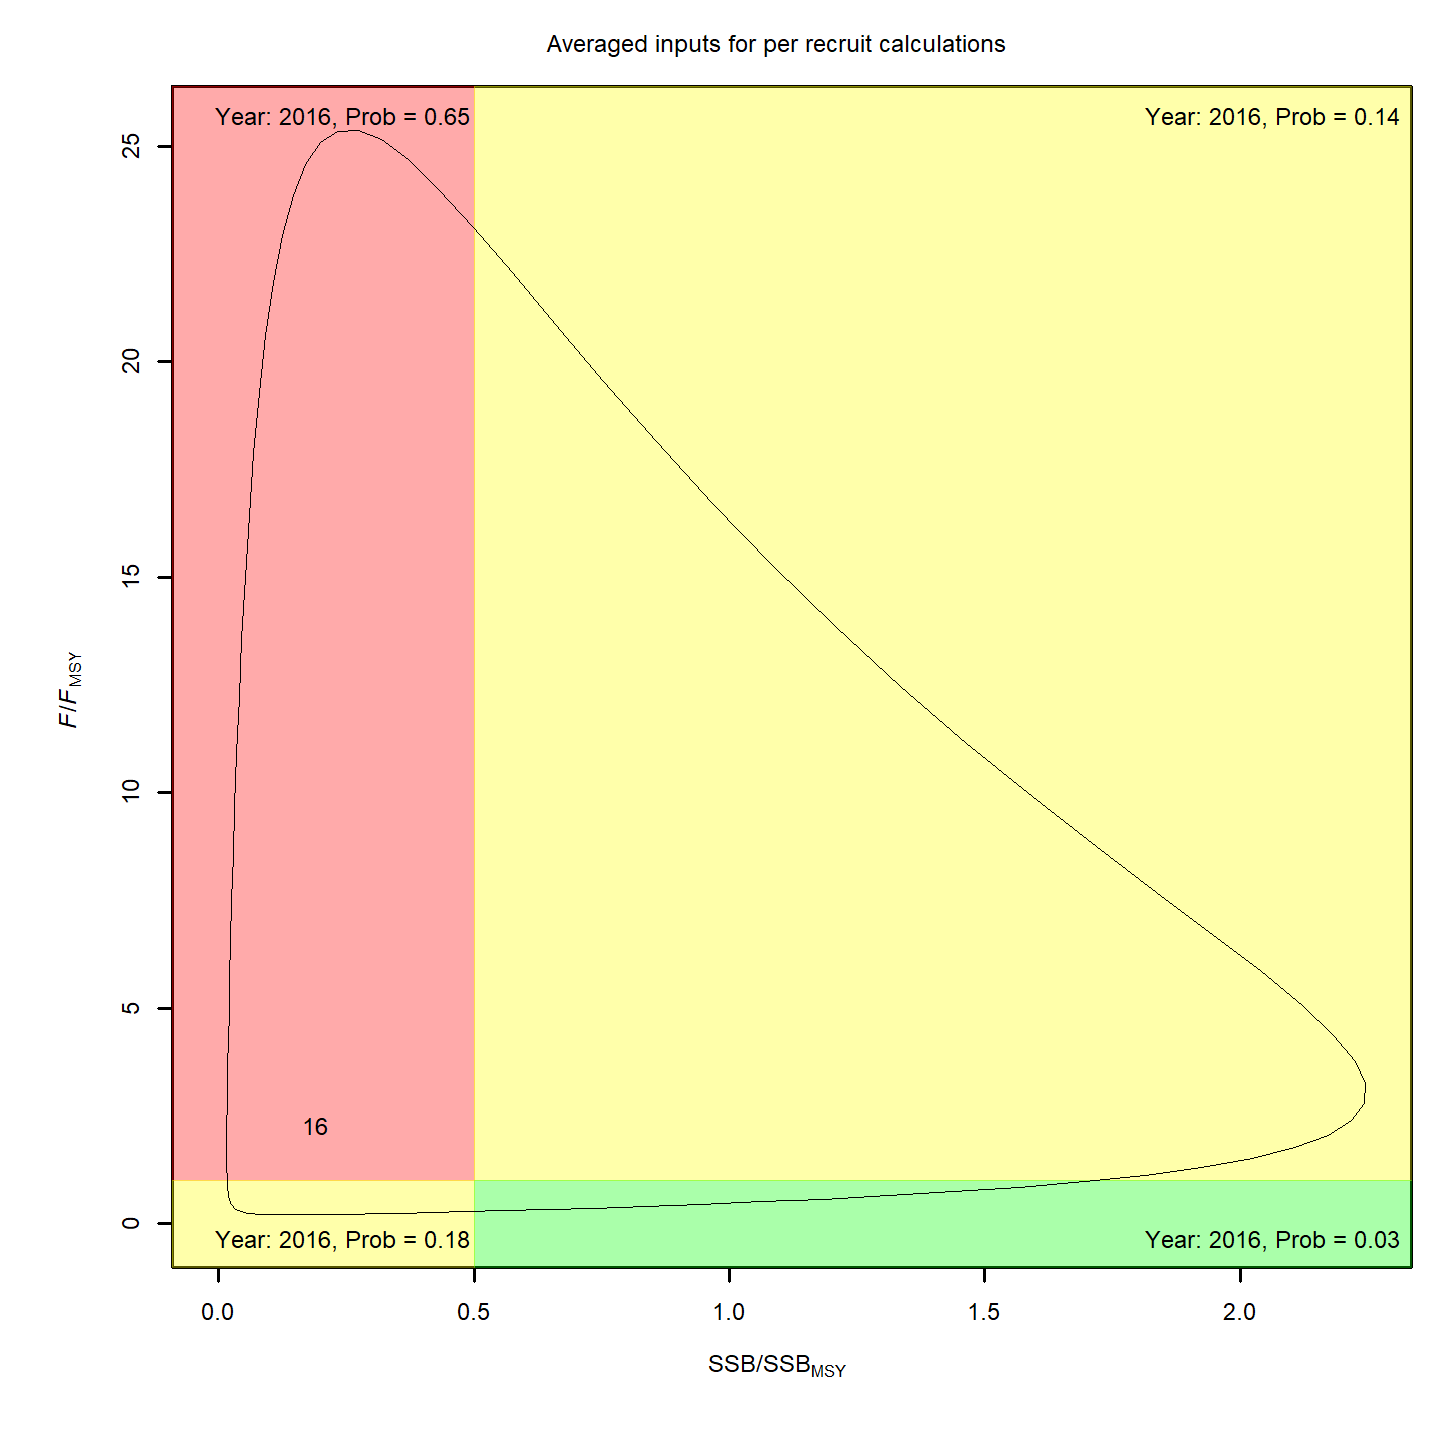 Averaged inputs for per recruit calculations
Year: 2016, Prob = 0.65
Year: 2016, Prob = 0.14
25
20
15
10
5
0
F/FMSY
16
Year: 2016, Prob = 0.18
Year: 2016, Prob = 0.03
0.0 0.5 1.0 1.5 2.0
SSB/SSBMSY